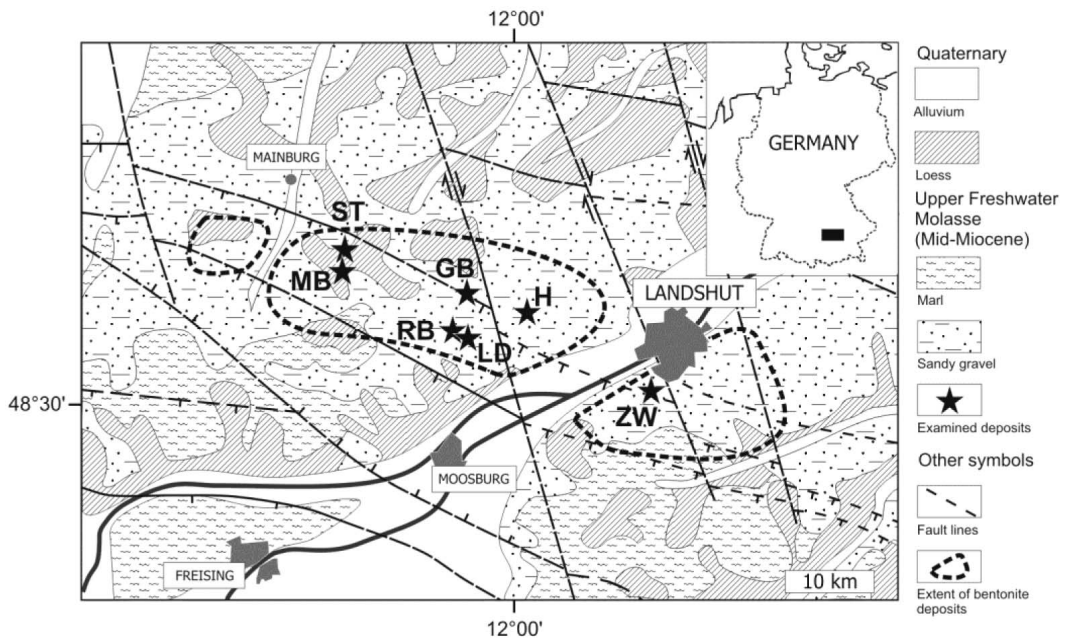 12°00'
Quaternary
Alluvium
GERMANY
MAINBURG
Loess
Upper Freshwater
Molasse
(Mid-Miocene)
ST
GB
MB
H
LANDSHUT
Marl
RB
LD
Sandy gravel
48°30'
ZW
Examined deposits
Other symbols
MOOSBURG
Fault lines
FREISING
10 km
Extent of bentonite
deposits
12°00'